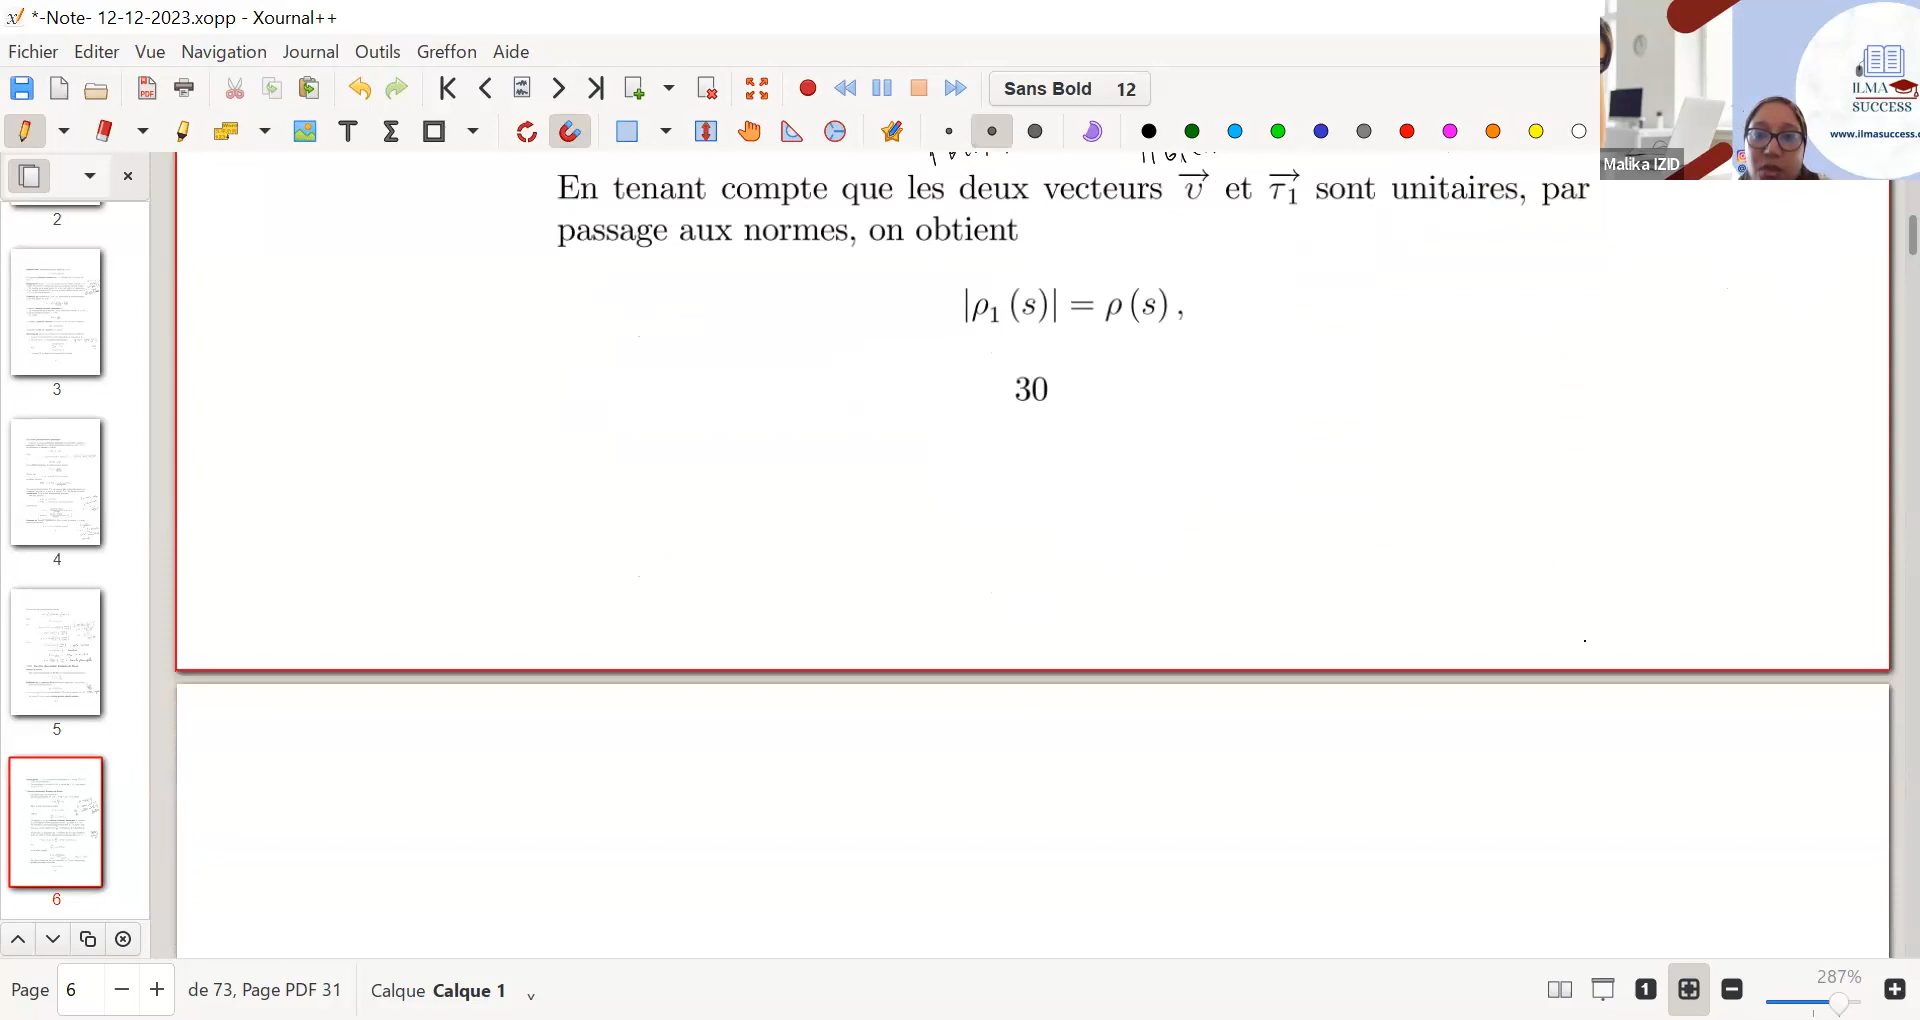 *-Note- 12-12-2023.xopp - Xournal++
Fichier Editer Vue Navigation Journal Outils Greffon Aide
Sans Bold 12
ILMA
SUCCESS
www.ilmasuccess.c
Malika IZID
En tenant compte que les deux vecteurs \overrightarrow{v} et \overrightarrow{τ_1} sont unitaires, par
passage aux normes, on obtient
|ρ₁ (s)| = ρ (s) ,
30
2
3
4
5
6
Page 6 de 73, Page PDF 31 Calque Calque 1 287%